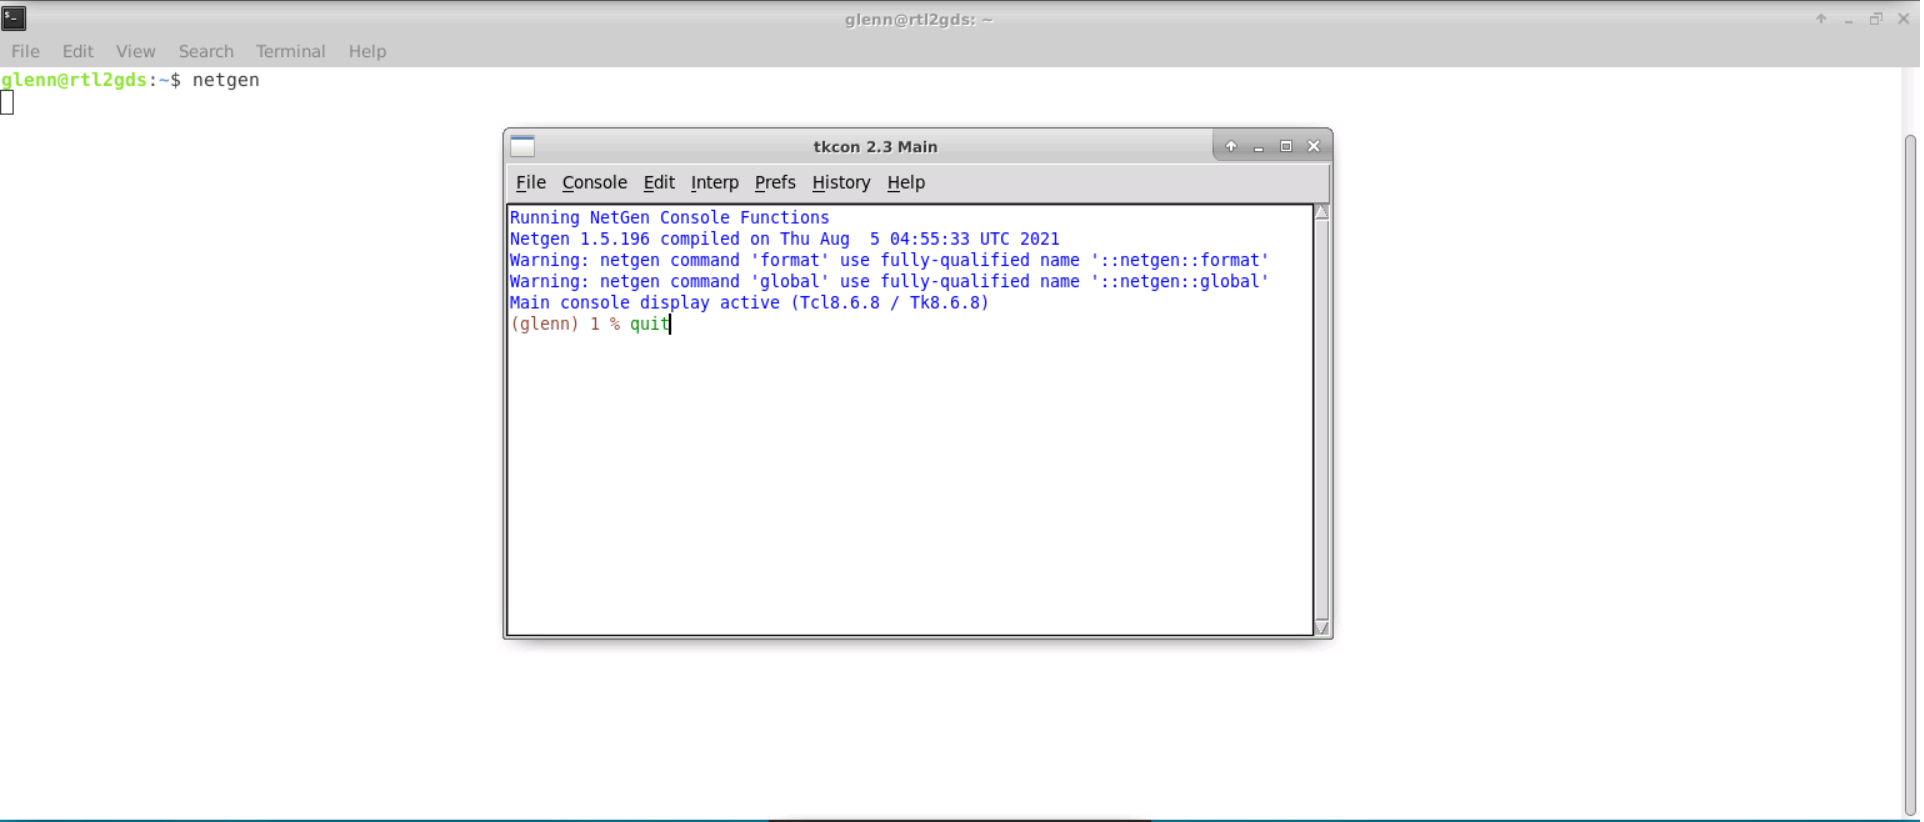 glenn@rtl2gds: ~
File Edit View Search Terminal Help
glenn@rtl2gds:~$ netgen
tkcon 2.3 Main
File Console Edit Interp Prefs History Help
Running NetGen Console Functions
Netgen 1.5.196 compiled on Thu Aug  5 04:55:33 UTC 2021
Warning: netgen command 'format' use fully-qualified name '::netgen::format'
Warning: netgen command 'global' use fully-qualified name '::netgen::global'
Main console display active (Tcl8.6.8 / Tk8.6.8)
(glenn) 1 % quit